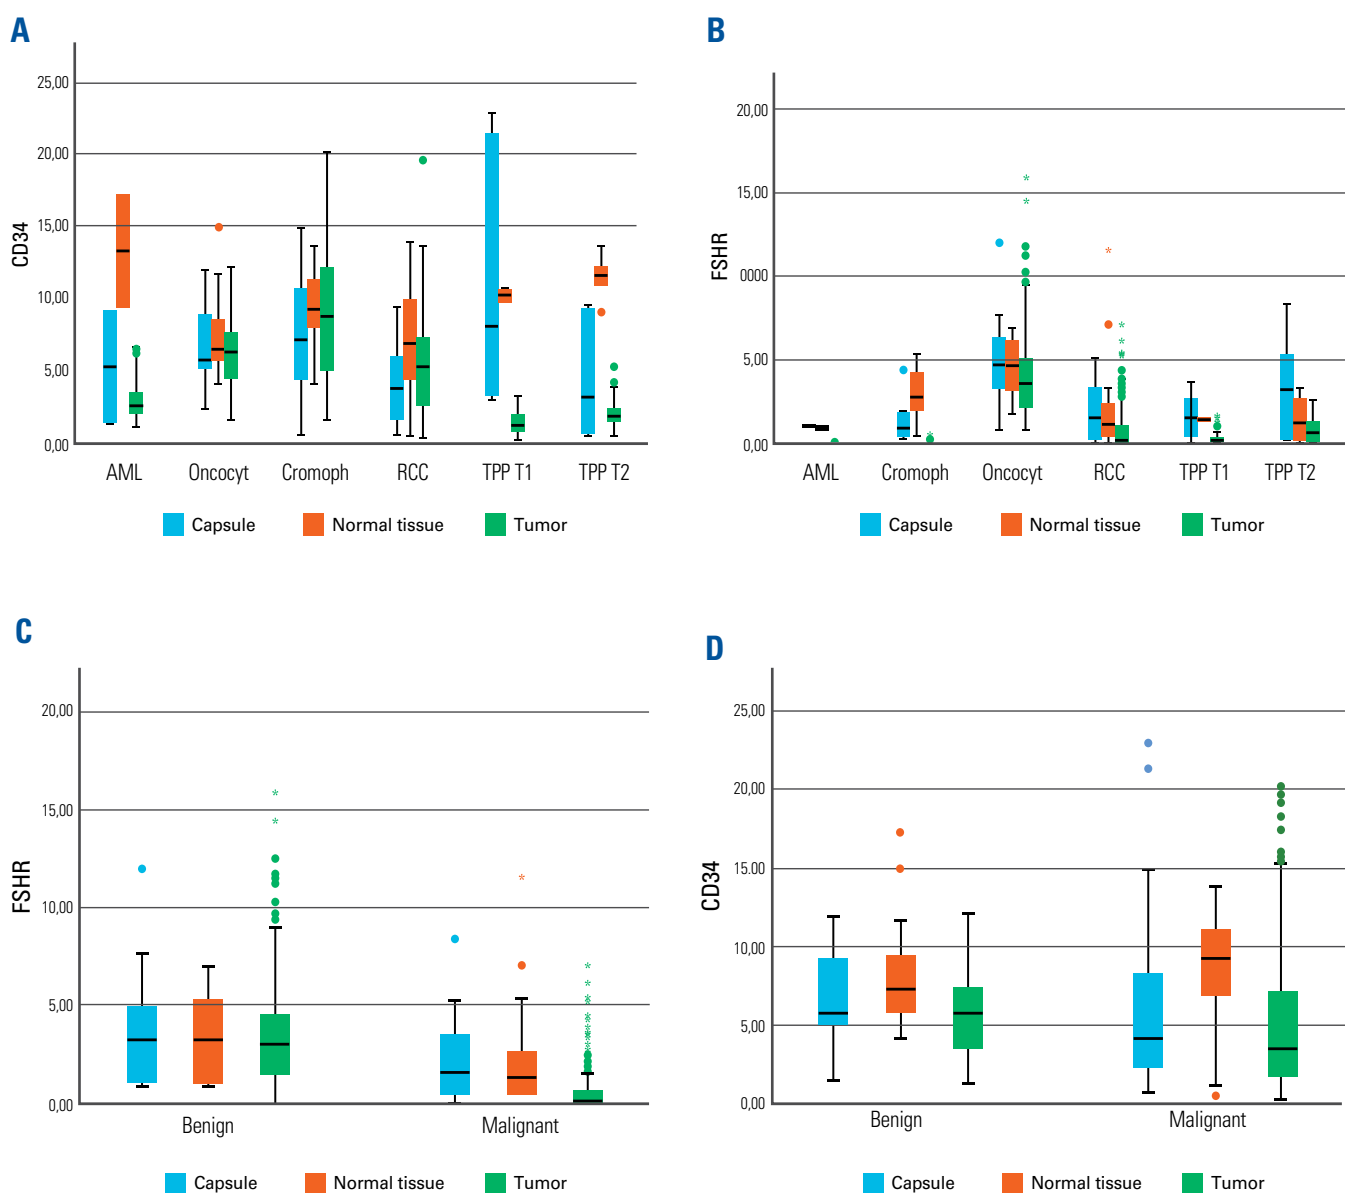 A
25,00
20,00
15,00
10,00
5,00
0,00
CD34
AML Oncocyt Cromoph RCC TPP T1 TPP T2
Capsule Normal tissue Tumor
B
20,00
15,00
0000
5,00
0,00
FSHR
AML Cromoph Oncocyt RCC TPP T1 TPP T2
Capsule Normal tissue Tumor
C
20,00
15,00
10,00
5,00
0,00
FSHR
Benign Malignant
Capsule Normal tissue Tumor
D
25,00
20,00
15,00
10,00
5,00
0,00
CD34
Benign Malignant
Capsule Normal tissue Tumor